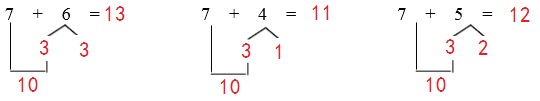 7 + 6 = 13 7 + 4 = 11 7 + 5 = 12
3 3 3 1 3 2
10 10 10